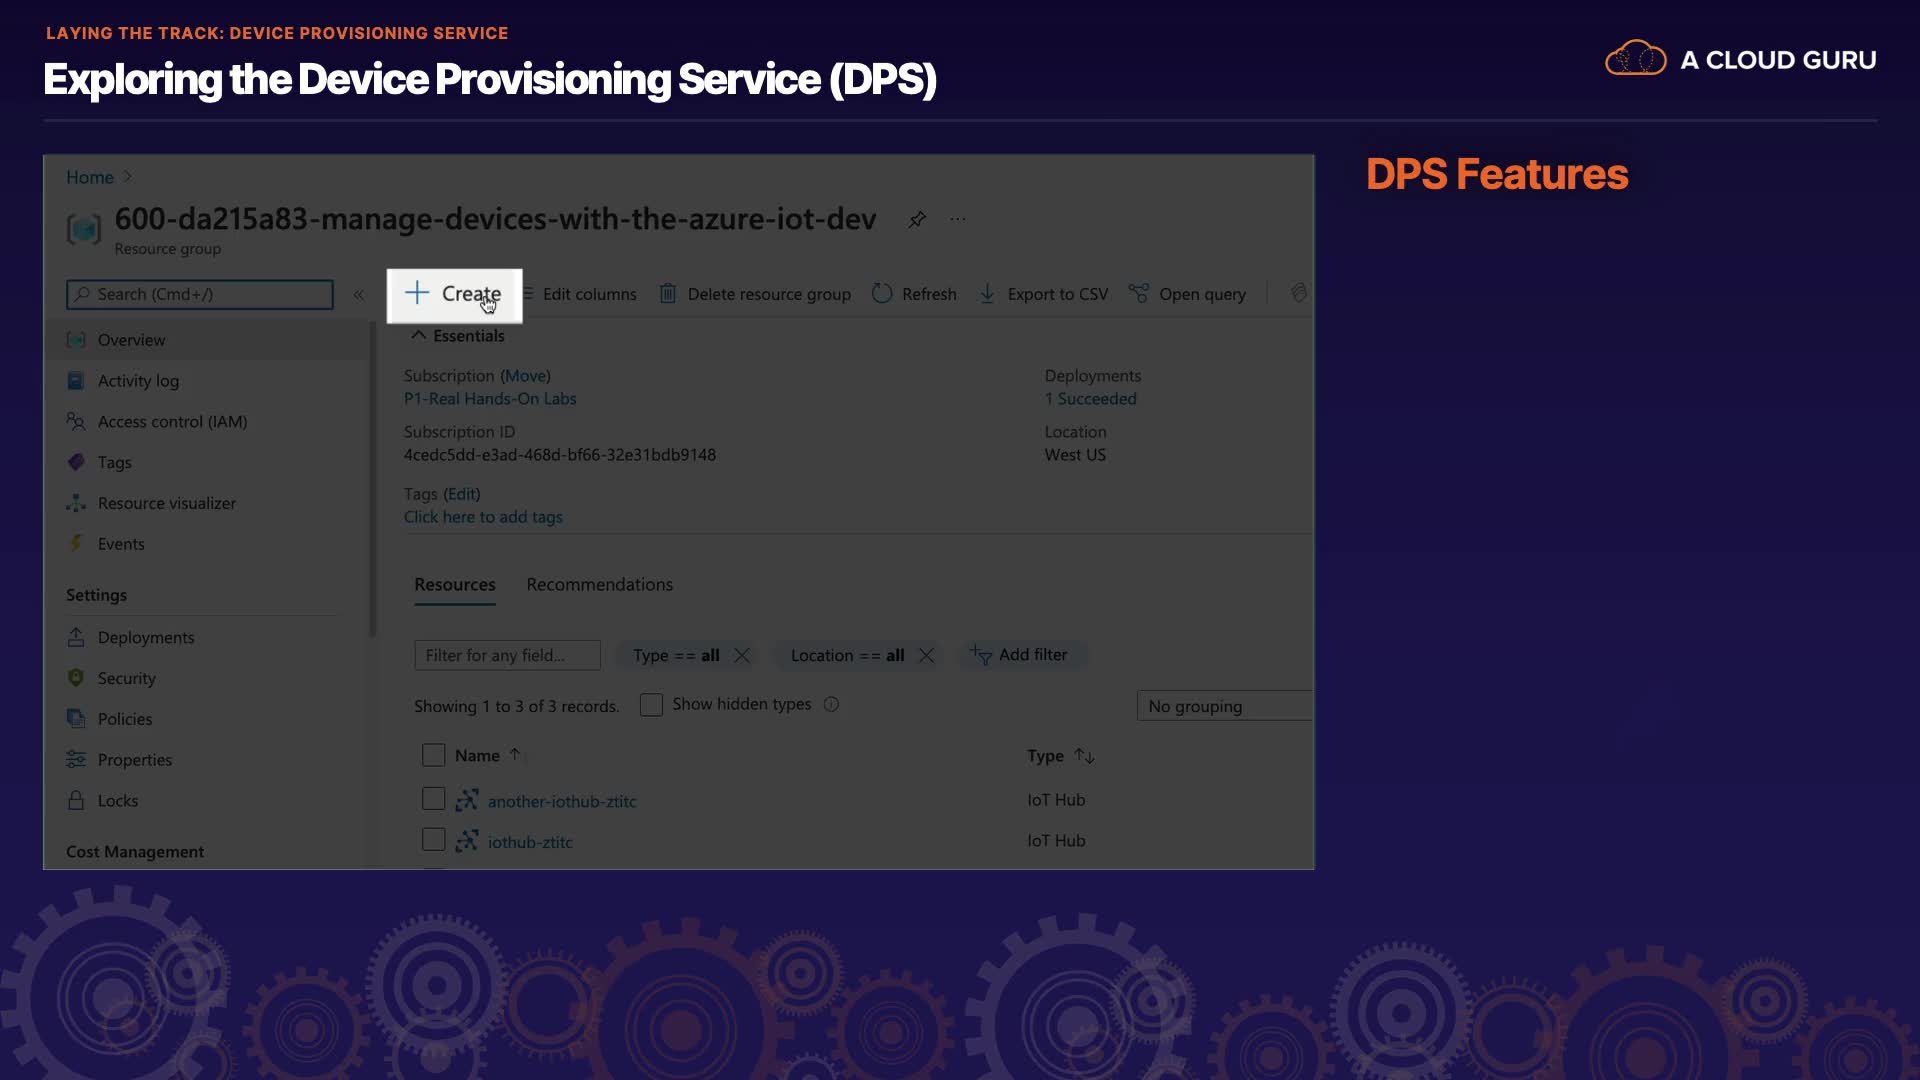 LAYING THE TRACK: DEVICE PROVISIONING SERVICE
Exploring the Device Provisioning Service (DPS)
A CLOUD GURU
DPS Features
Home
600-da215a83-manage-devices-with-the-azure-iot-dev
Resource group
Search (Cmd+/)
Create
Edit columns
Delete resource group
Refresh
Export to CSV
Open query
Overview
Activity log
Access control (IAM)
Tags
Resource visualizer
Events
Settings
Deployments
Security
Policies
Properties
Locks
Cost Management
Essentials
Subscription (Move)
P1-Real Hands-On Labs
Subscription ID
4cedc5dd-e3ad-468d-bf66-32e31bdb9148
Tags (Edit)
Click here to add tags
Deployments
1 Succeeded
Location
West US
Resources
Recommendations
Filter for any field...
Type == all
Location == all
Add filter
Showing 1 to 3 of 3 records.
Show hidden types
No grouping
Name
Type
another-iothub-ztitc
IoT Hub
iothub-ztitc
IoT Hub